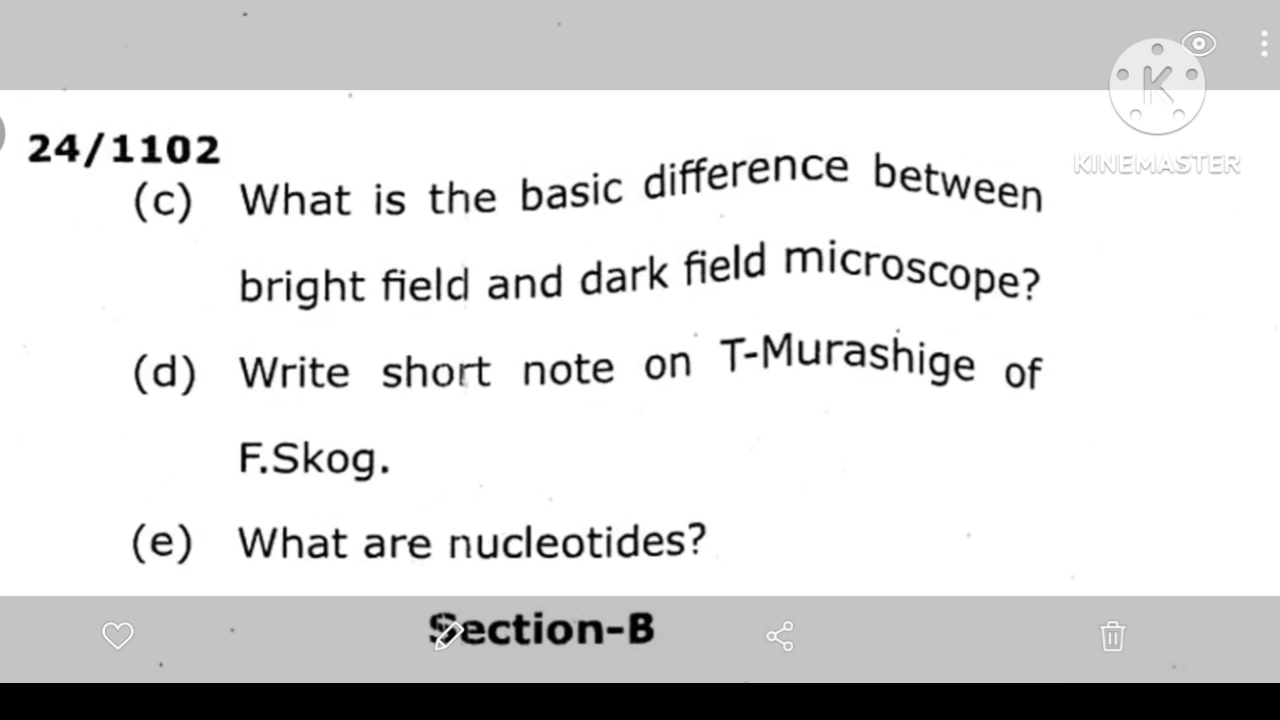 KINEMASTER
24/1102
(c) What is the basic difference between
bright field and dark field microscope?
(d) Write short note on T-Murashige of
F.Skog.
(e) What are nucleotides?
Section-B